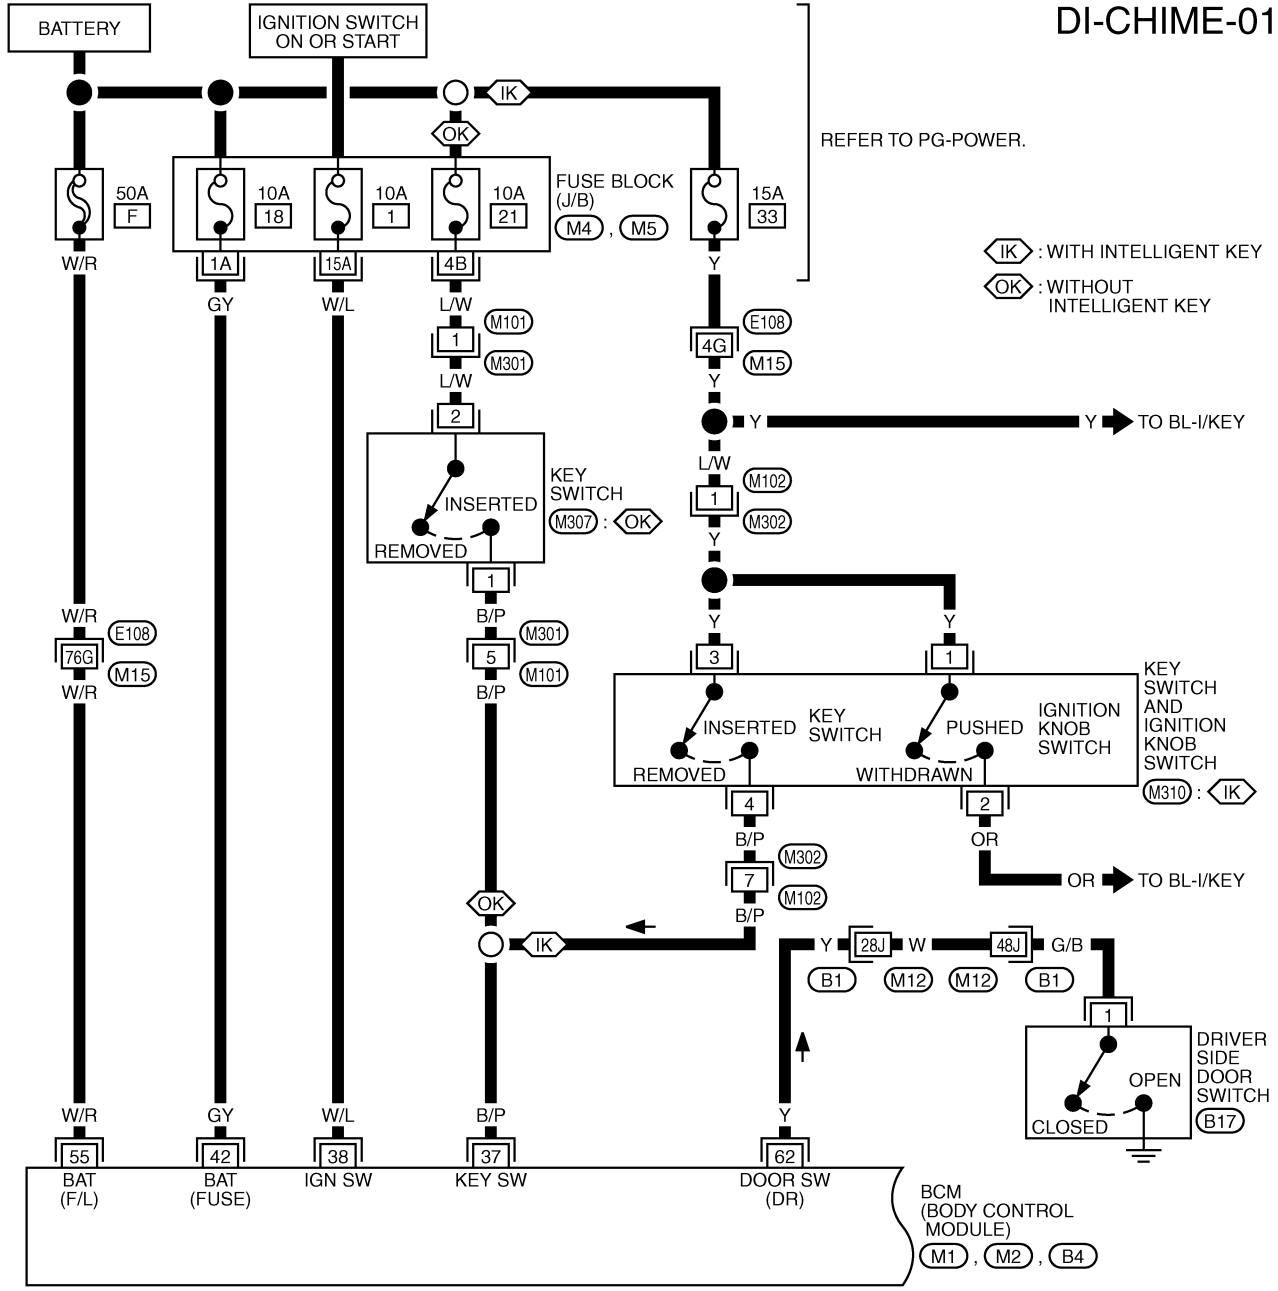 DI-CHIME-01
BATTERY
IGNITION SWITCH
ON OR START
IK
OK
REFER TO PG-POWER.
50A
F
10A
18
10A
1
10A
21
FUSE BLOCK
(J/B)
M4 , M5
15A
33
IK : WITH INTELLIGENT KEY
OK : WITHOUT
INTELLIGENT KEY
W/R
1A
15A
4B
Y
GY
W/L
L/W
M101
1
M301
L/W
E108
4G
M15
Y
2
Y
Y
TO BL-I/KEY
L/W
M102
1
M302
Y
INSERTED
REMOVED
KEY
SWITCH
M307 : OK
1
B/P
M301
5
M101
B/P
W/R
E108
76G
M15
W/R
Y
Y
3
1
INSERTED
REMOVED
KEY
SWITCH
PUSHED
WITHDRAWN
IGNITION
KNOB
SWITCH
KEY
SWITCH
AND
IGNITION
KNOB
SWITCH
M310 : IK
4
2
B/P
OR
M302
7
M102
B/P
OR
TO BL-I/KEY
OK
IK
Y
28J
W
48J
G/B
B1
M12
M12
B1
1
OPEN
CLOSED
DRIVER
SIDE
DOOR
SWITCH
B17
W/R
GY
W/L
B/P
Y
55
42
38
37
62
BAT
(F/L)
BAT
(FUSE)
IGN SW
KEY SW
DOOR SW
(DR)
BCM
(BODY CONTROL
MODULE)
M1 , M2 , B4